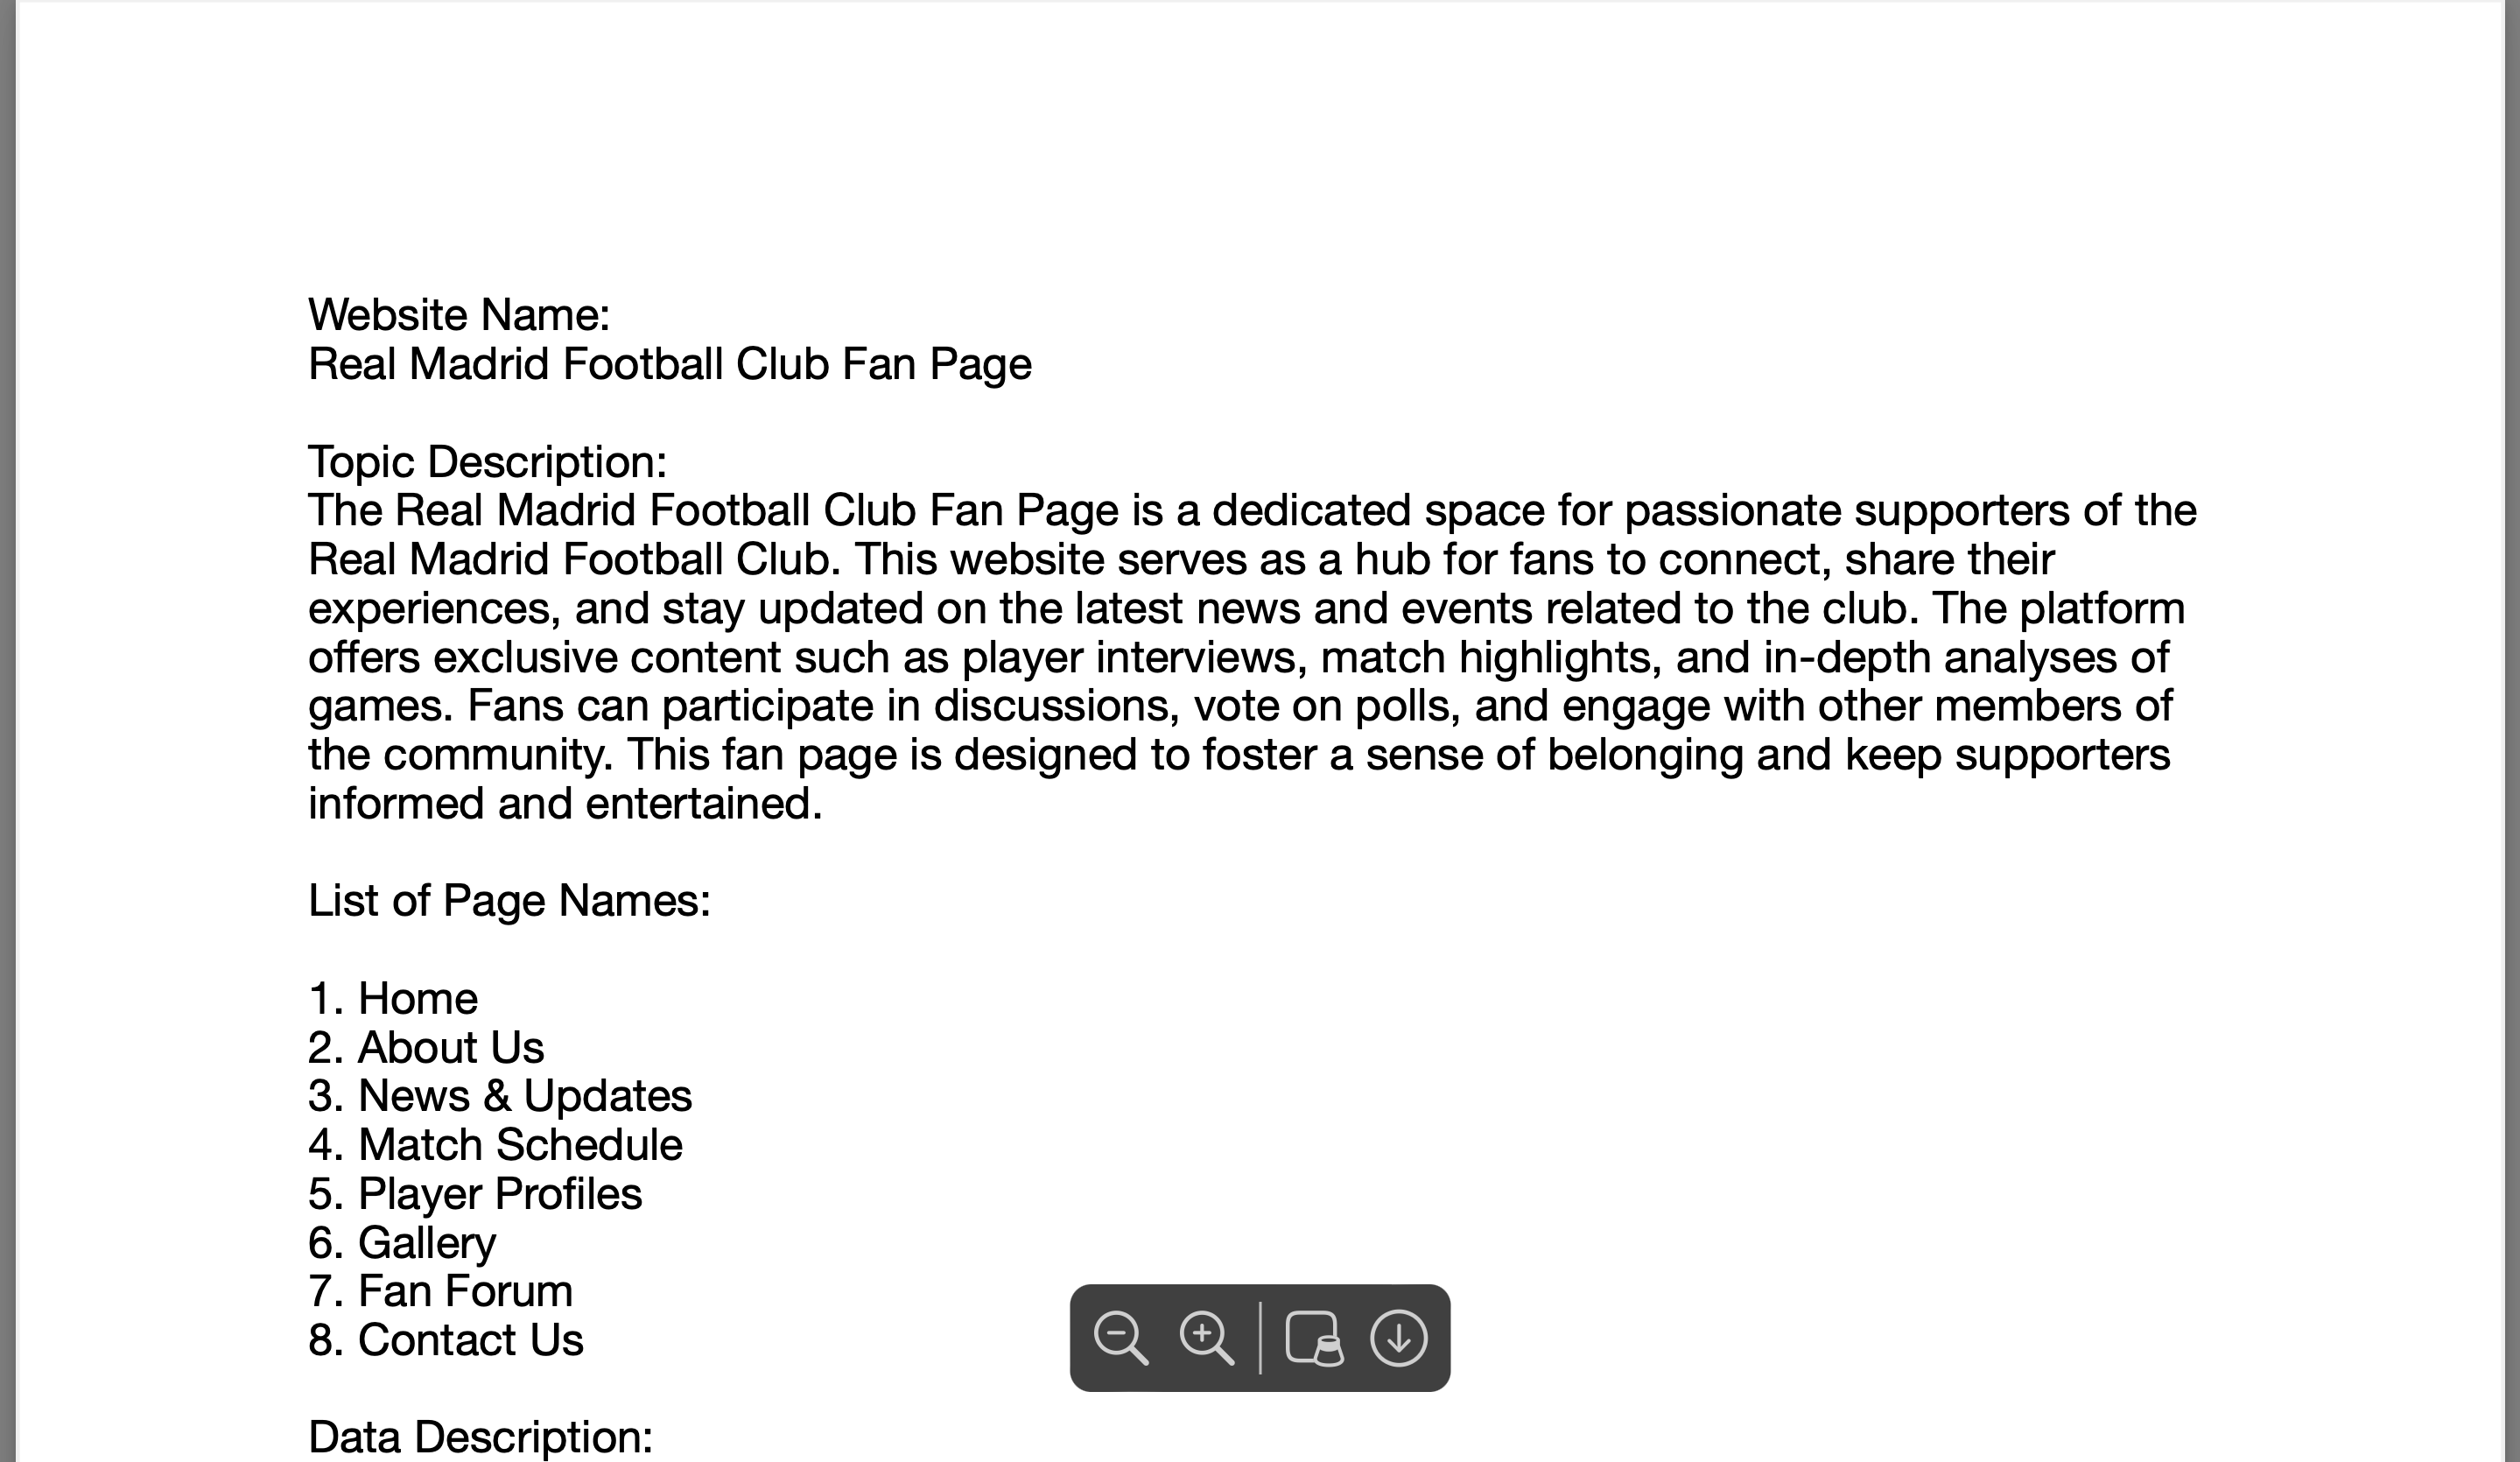 Website Name:
Real Madrid Football Club Fan Page
Topic Description:
The Real Madrid Football Club Fan Page is a dedicated space for passionate supporters of the
Real Madrid Football Club. This website serves as a hub for fans to connect, share their
experiences, and stay updated on the latest news and events related to the club. The platform
offers exclusive content such as player interviews, match highlights, and in-depth analyses of
games. Fans can participate in discussions, vote on polls, and engage with other members of
the community. This fan page is designed to foster a sense of belonging and keep supporters
informed and entertained.
List of Page Names:
1. Home
2. About Us
3. News & Updates
4. Match Schedule
5. Player Profiles
6. Gallery
7. Fan Forum
8. Contact Us
Data Description: